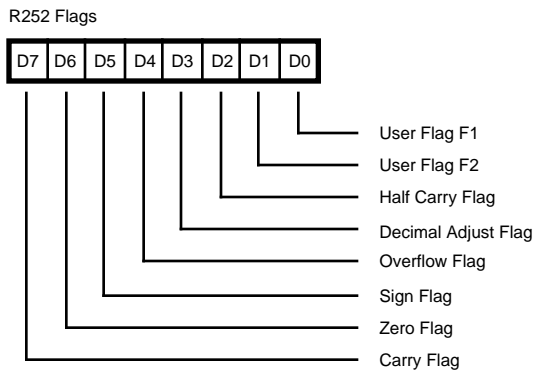 R252 Flags
D7 D6 D5 D4 D3 D2 D1 D0
User Flag F1
User Flag F2
Half Carry Flag
Decimal Adjust Flag
Overflow Flag
Sign Flag
Zero Flag
Carry Flag